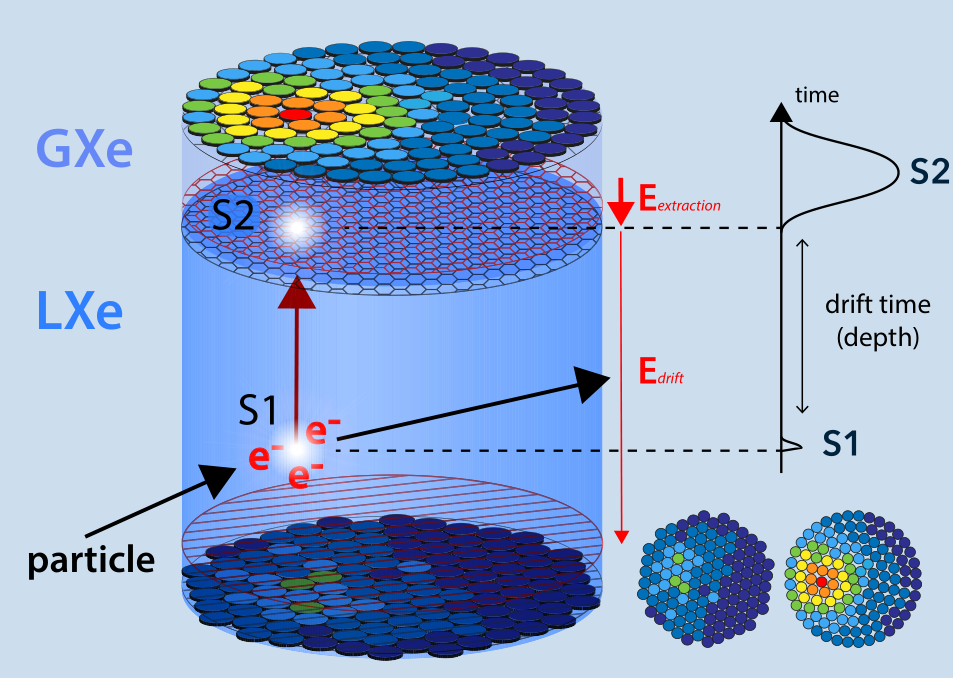 time
GXe
S2
E extraction
S2
LXe
drift time
(depth)
E drift
S1
e-
e-
e-
S1
particle